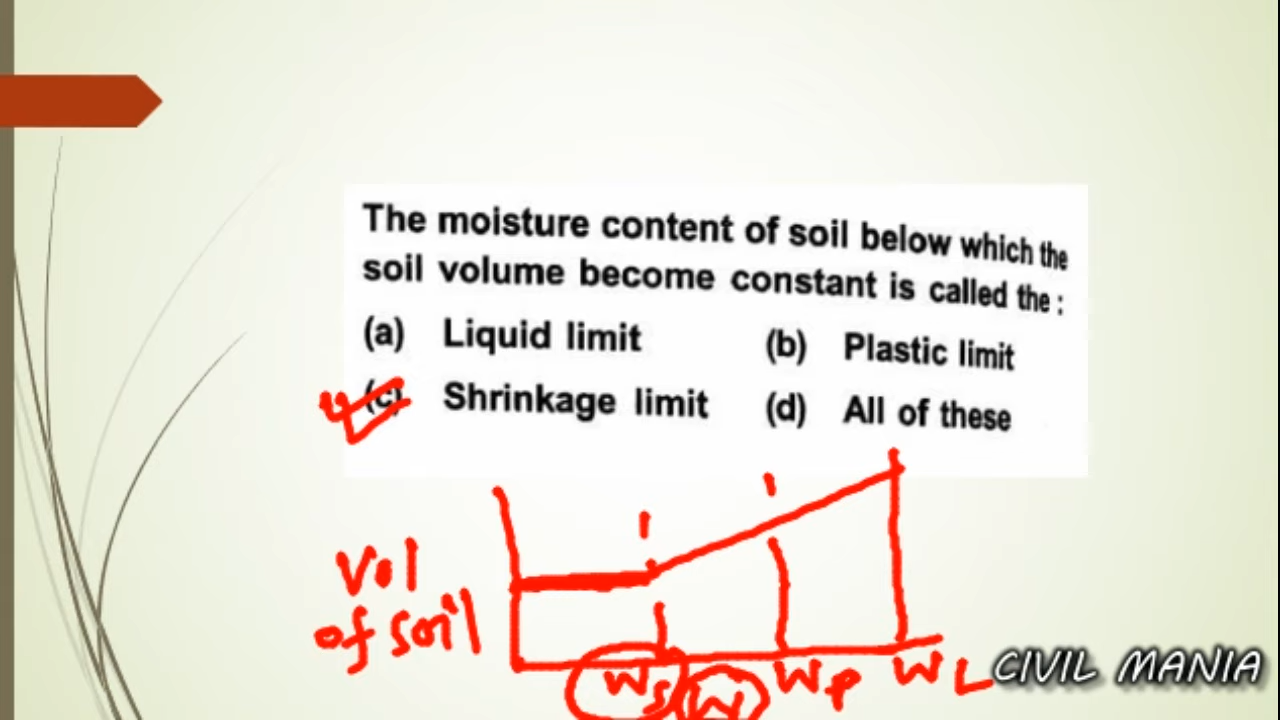 The moisture content of soil below which the
soil volume become constant is called the :
(a) Liquid limit (b) Plastic limit
(c) Shrinkage limit (d) All of these
Vol
of soil
Ws W Wp WL
CIVIL MANIA